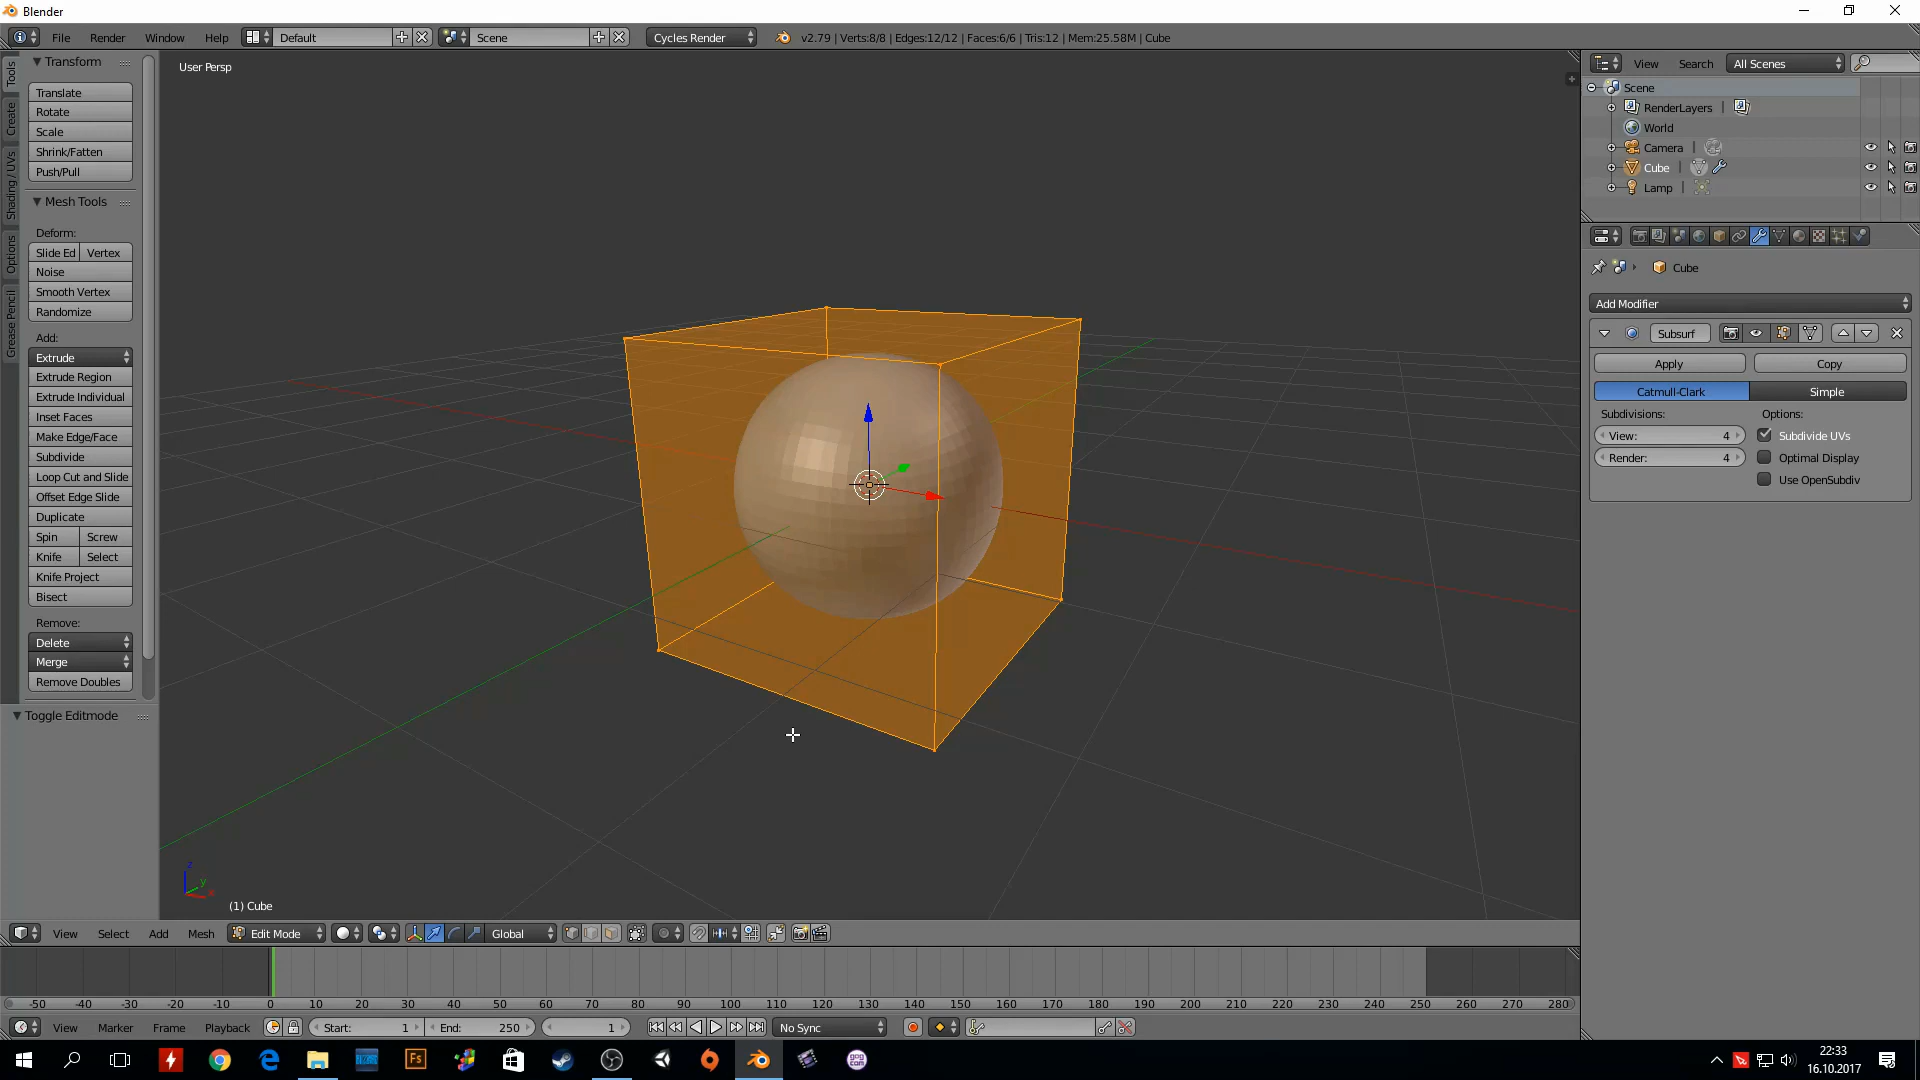 Blender
File Render Window Help Default Scene Cycles Render v2.79 | Verts:8/8 | Edges:12/12 | Faces:6/6 | Tris:12 | Mem:25.58M | Cube
Tools
Create
Shading / UVs
Options
Grease Pencil
Transform
Translate
Rotate
Scale
Shrink/Fatten
Push/Pull
Mesh Tools
Deform:
Slide Ed Vertex
Noise
Smooth Vertex
Randomize
Add:
Extrude
Extrude Region
Extrude Individual
Inset Faces
Make Edge/Face
Subdivide
Loop Cut and Slide
Offset Edge Slide
Duplicate
Spin Screw
Knife Select
Knife Project
Bisect
Remove:
Delete
Merge
Remove Doubles
Toggle Editmode
User Persp
z
y
x
(1) Cube
View Search All Scenes
Scene
RenderLayers |
World
Camera |
Cube |
Lamp |
Cube
Add Modifier
Subsurf
Apply Copy
Catmull-Clark Simple
Subdivisions: Options:
View: 4 Subdivide UVs
Render: 4 Optimal Display
Use OpenSubdiv
View Select Add Mesh Edit Mode Global
-50 -40 -30 -20 -10 0 10 20 30 40 50 60 70 80 90 100 110 120 130 140 150 160 170 180 190 200 210 220 230 240 250 260 270 280
View Marker Frame Playback Start: 1 End: 250 1 No Sync
Fs
GOG
COM
22:33
16.10.2017